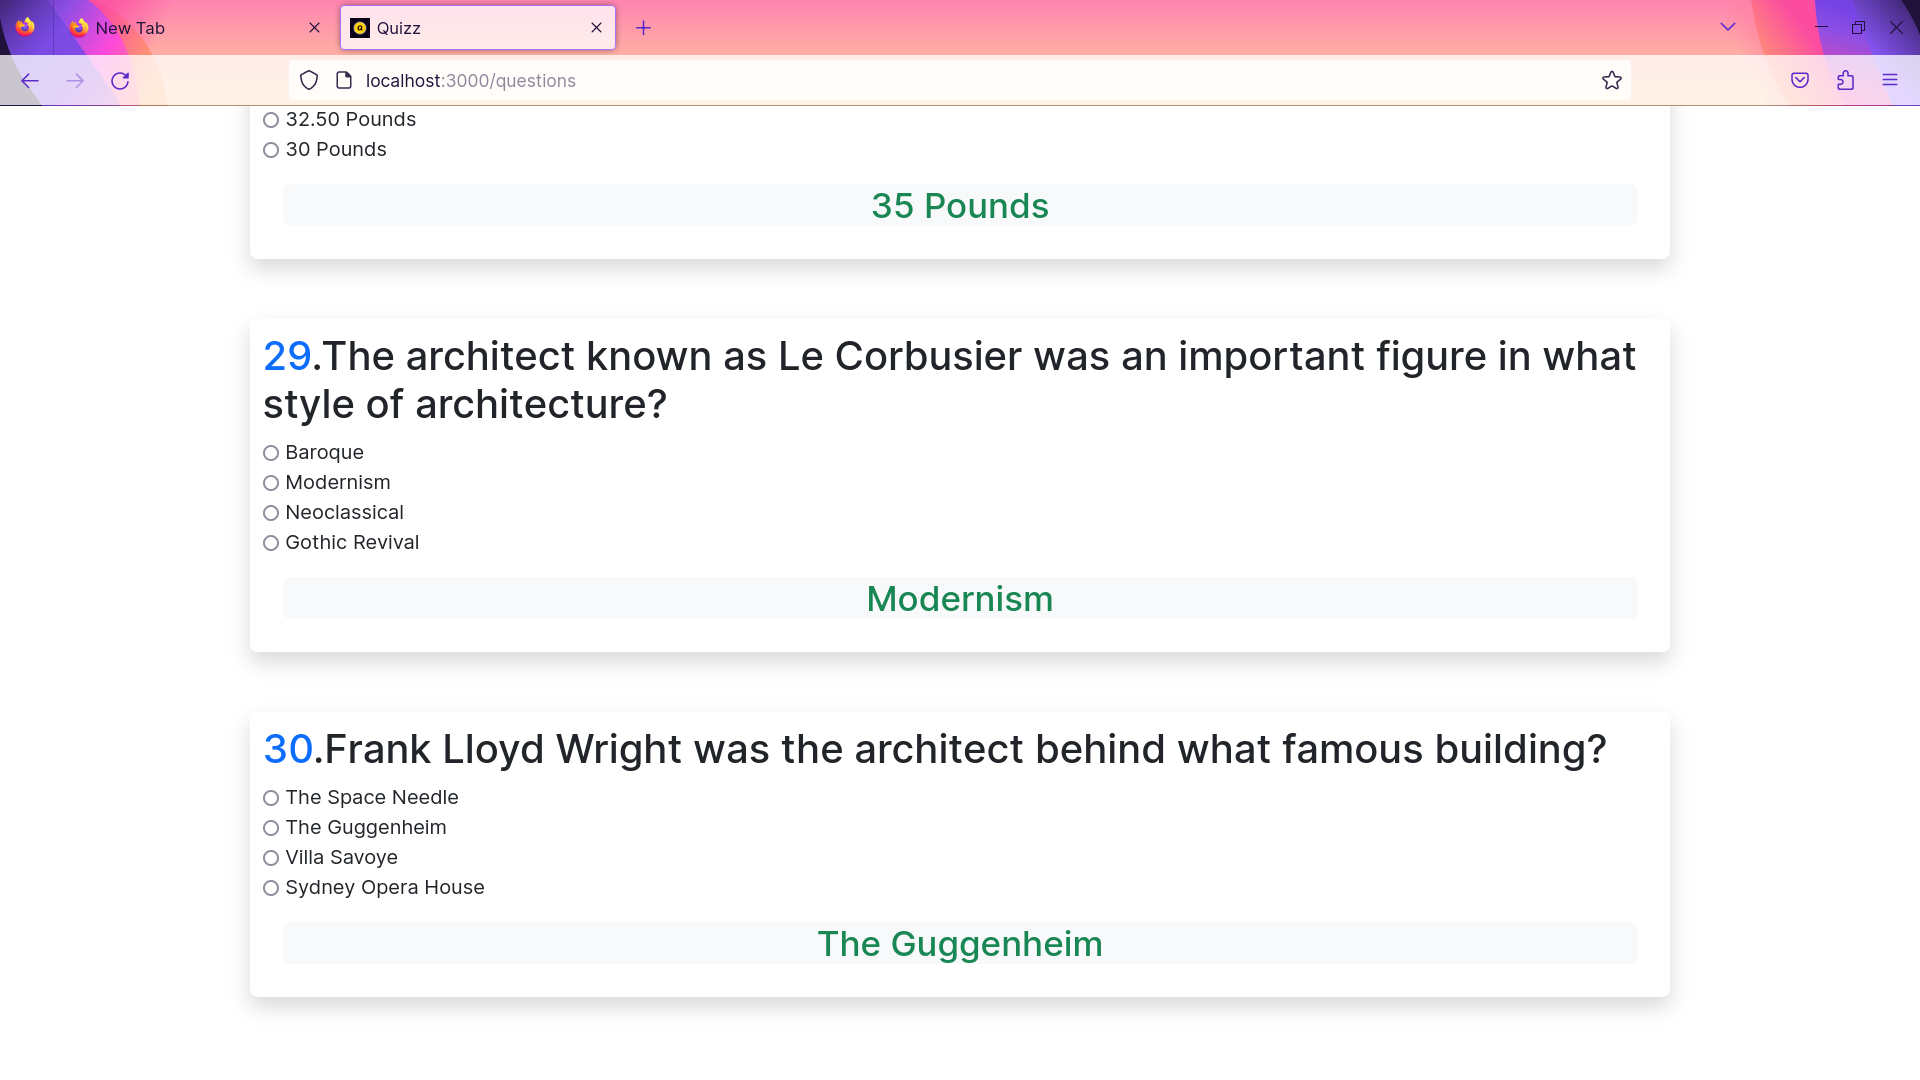 New Tab
Quizz
localhost:3000/questions
32.50 Pounds
30 Pounds
35 Pounds
29.The architect known as Le Corbusier was an important figure in what
style of architecture?
Baroque
Modernism
Neoclassical
Gothic Revival
Modernism
30.Frank Lloyd Wright was the architect behind what famous building?
The Space Needle
The Guggenheim
Villa Savoye
Sydney Opera House
The Guggenheim